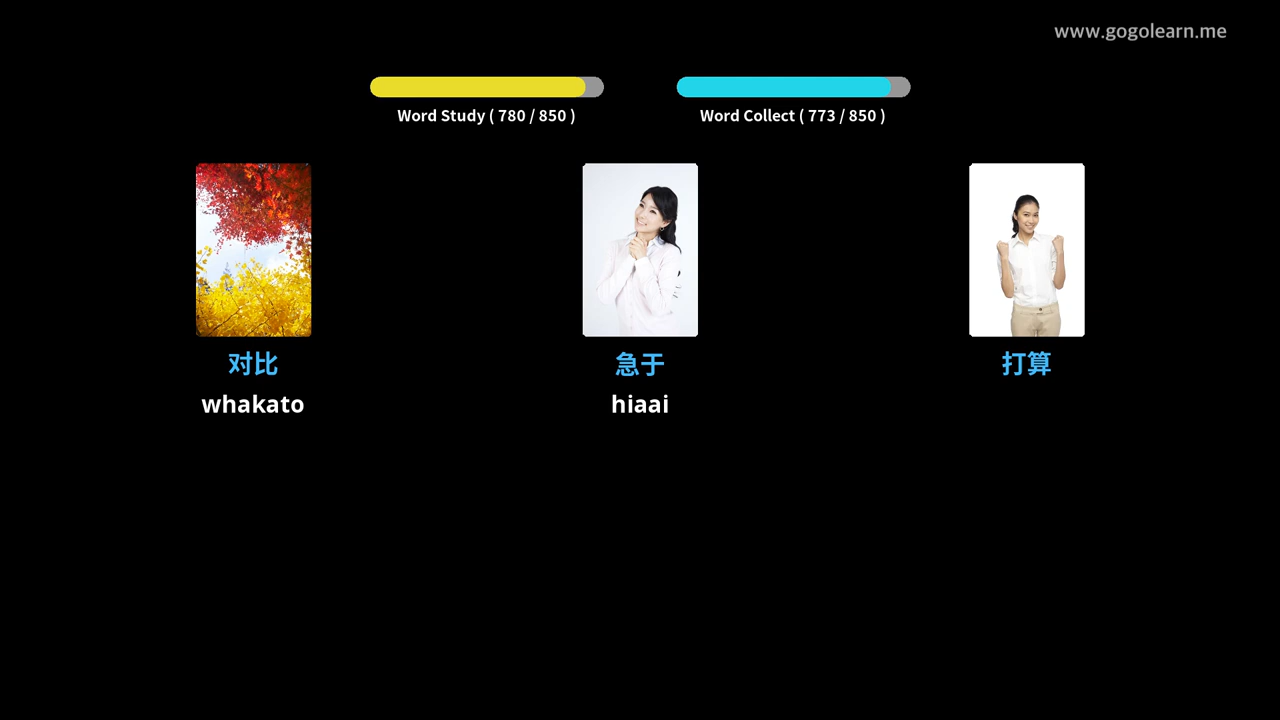 www.gogolearn.me
Word Study ( 780 / 850 )
Word Collect ( 773 / 850 )
对比
急于
打算
whakato
hiaai